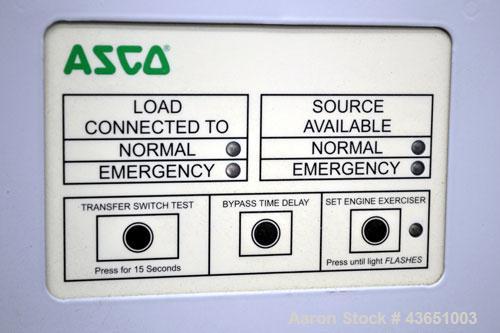 ASCO®
LOAD
CONNECTED TO
NORMAL
EMERGENCY
SOURCE
AVAILABLE
NORMAL
EMERGENCY
TRANSFER SWITCH TEST
Press for 15 Seconds
BYPASS TIME DELAY
SET ENGINE EXERCISER
Press until light FLASHES
Aaron Stock # 43651003